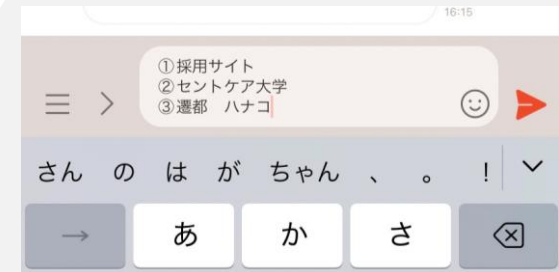 16:15
①採用サイト
②セントケア大学
③遷都 ハナコ
さん の は が ちゃん 、 。 !
→ あ か さ